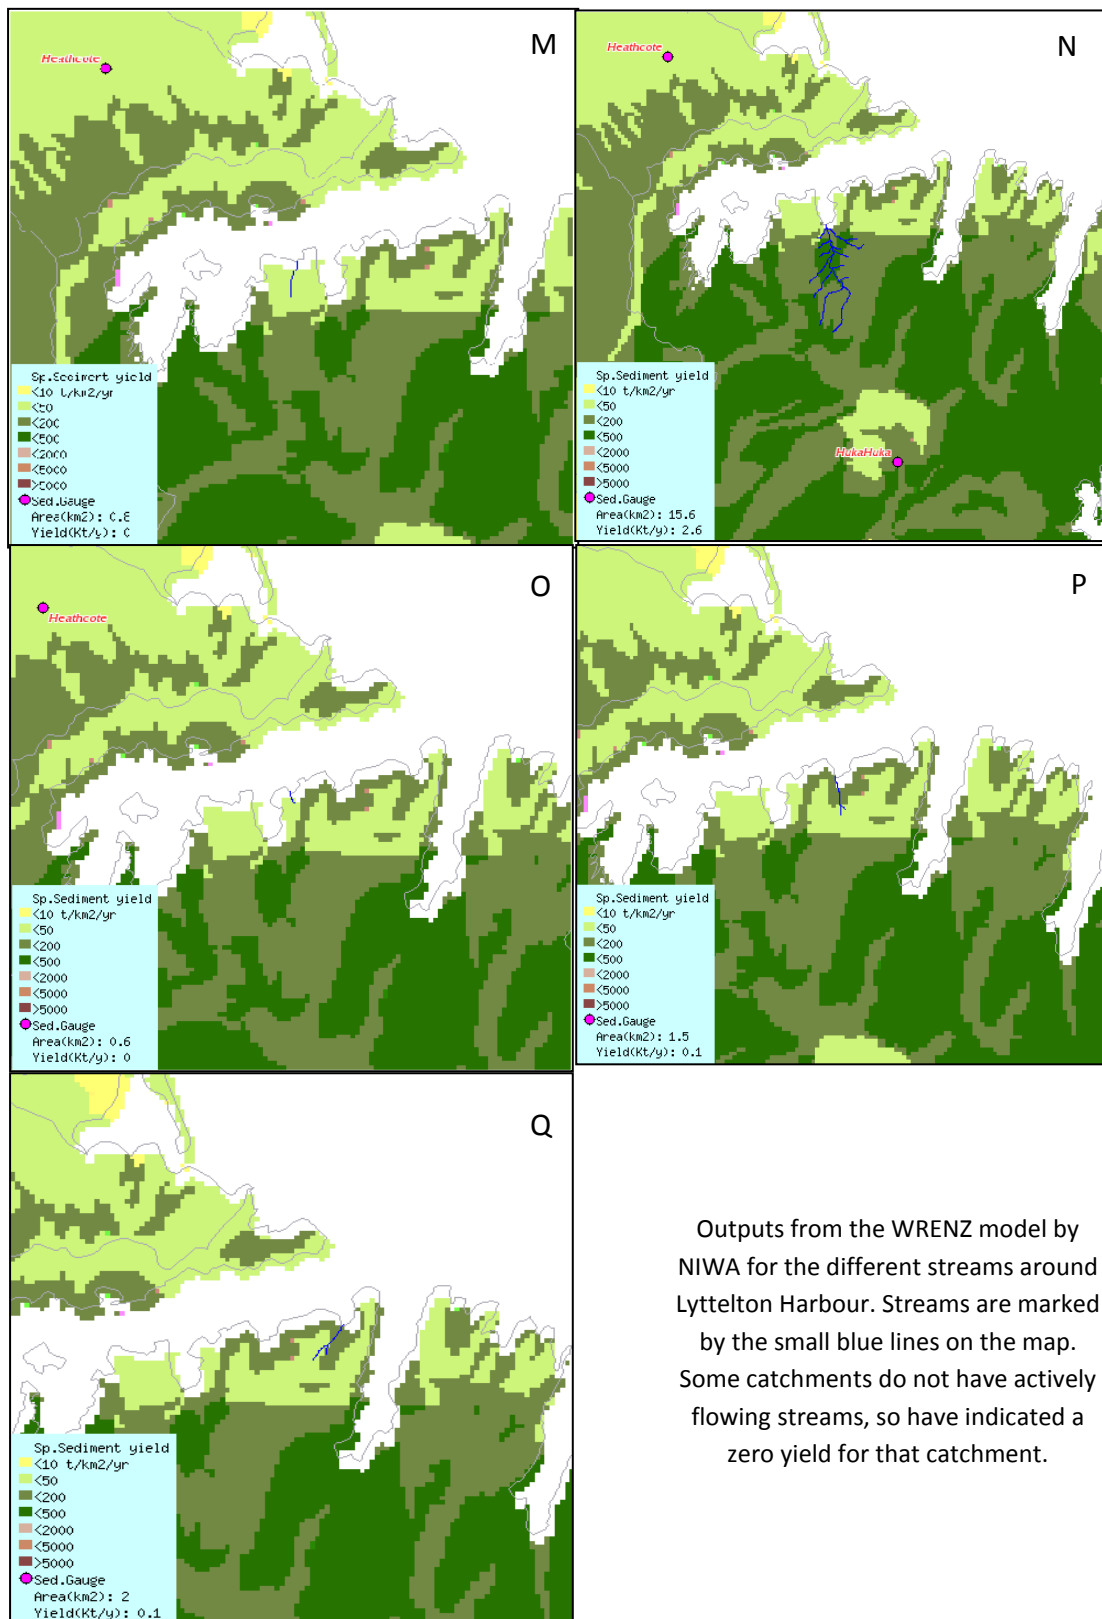 M
Heathcote
Sp.Sediment yield
<10 t/km2/yr
<50
<200
<500
<2000
<5000
>5000
Sed.Gauge
Area(km2): 0.8
Yield(Kt/y): 0
N
Heathcote
HukaHuka
Sp.Sediment yield
<10 t/km2/yr
<50
<200
<500
<2000
<5000
>5000
Sed.Gauge
Area(km2): 15.6
Yield(Kt/y): 2.6
O
Heathcote
Sp.Sediment yield
<10 t/km2/yr
<50
<200
<500
<2000
<5000
>5000
Sed.Gauge
Area(km2): 0.6
Yield(Kt/y): 0
P
Sp.Sediment yield
<10 t/km2/yr
<50
<200
<500
<2000
<5000
>5000
Sed.Gauge
Area(km2): 1.5
Yield(Kt/y): 0.1
Q
Sp.Sediment yield
<10 t/km2/yr
<50
<200
<500
<2000
<5000
>5000
Sed.Gauge
Area(km2): 2
Yield(Kt/y): 0.1
Outputs from the WRENZ model by
NIWA for the different streams around
Lyttelton Harbour. Streams are marked
by the small blue lines on the map.
Some catchments do not have actively
flowing streams, so have indicated a
zero yield for that catchment.